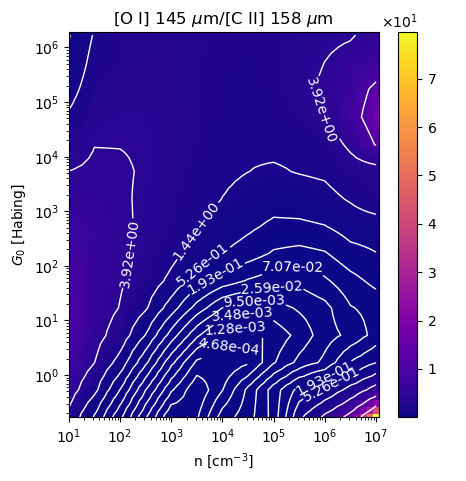 [O I] 145 μm/[C II] 158 μm
×10¹
10⁶
10⁵
10⁴
10³
10²
10¹
10⁰
G₀ [Habing]
3.92e+00
3.92e+00
1.44e+00
5.26e-01
1.93e-01
7.07e-02
2.59e-02
9.50e-03
3.48e-03
1.28e-03
4.68e-04
1.93e-01
5.26e-01
10¹
10²
10³
10⁴
10⁵
10⁶
10⁷
n [cm⁻³]
7
6
5
4
3
2
1